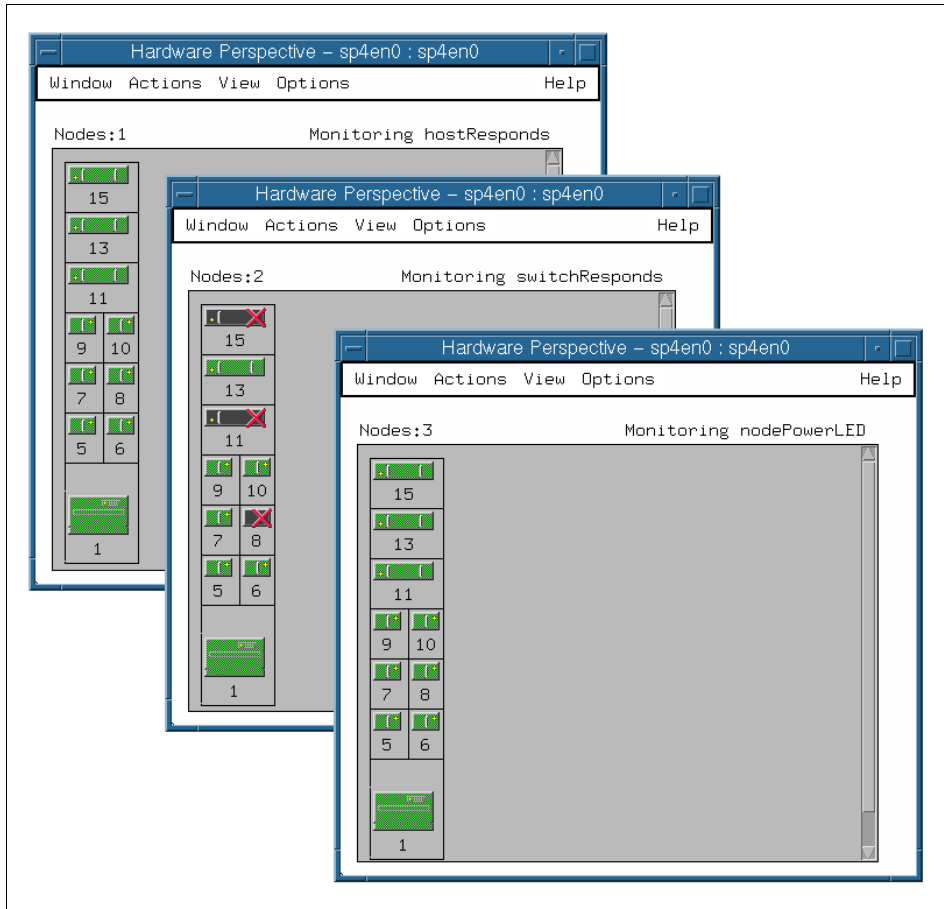 Hardware Perspective – sp4en0 : sp4en0
Window Actions View Options Help
Nodes:1 Monitoring hostResponds
15
13
11
9 10
7 8
5 6
1
Hardware Perspective – sp4en0 : sp4en0
Window Actions View Options Help
Nodes:2 Monitoring switchResponds
15
13
11
9 10
7 8
5 6
1
Hardware Perspective – sp4en0 : sp4en0
Window Actions View Options Help
Nodes:3 Monitoring nodePowerLED
15
13
11
9 10
7 8
5 6
1